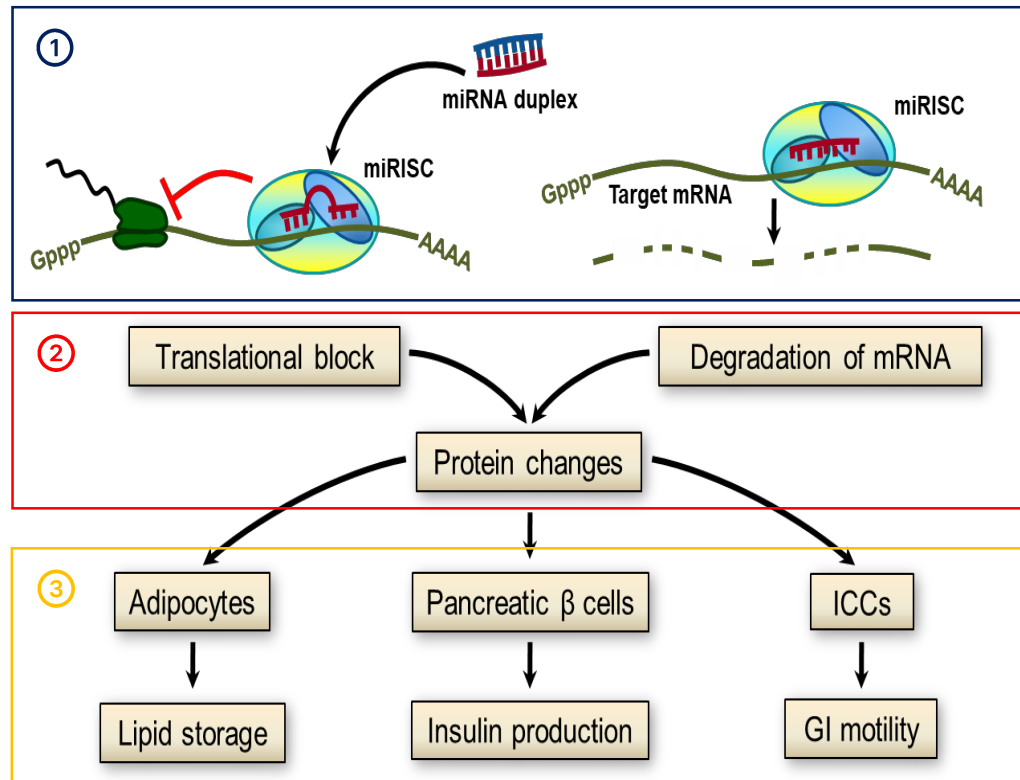 1
miRNA duplex
miRISC
Gppp
AAAA
miRISC
Gppp
Target mRNA
AAAA
2
Translational block
Degradation of mRNA
Protein changes
3
Adipocytes
Pancreatic β cells
ICCs
Lipid storage
Insulin production
GI motility